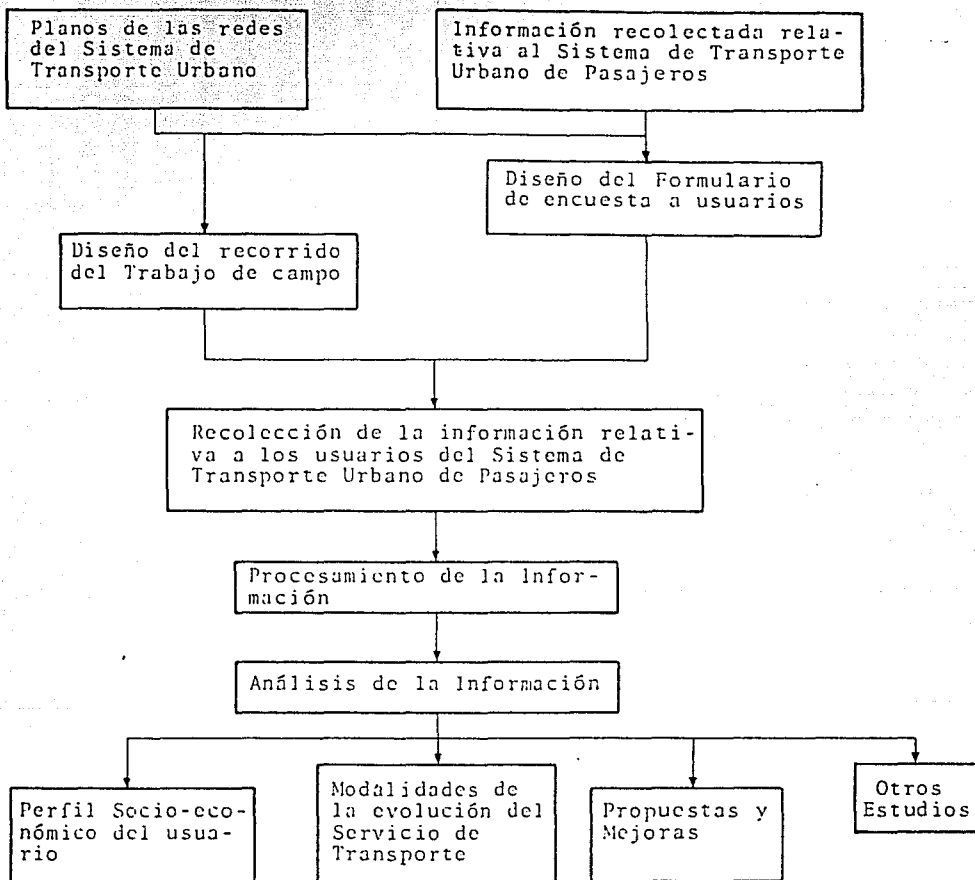 Planos de las redes
del Sistema de
Transporte Urbano
Información recolectada rela-
tiva al Sistema de Transporte
Urbano de Pasajeros
Diseño del Formulario
de encuesta a usuarios
Diseño del recorrido
del Trabajo de campo
Recolección de la información relati-
va a los usuarios del Sistema de
Transporte Urbano de Pasajeros
Procesamiento de la Infor-
mación
Análisis de la Información
Perfil Socio-eco-
nómico del usua-
rio
Modalidades de
la evolución del
Servicio de
Transporte
Propuestas y
Mejoras
Otros
Estudios